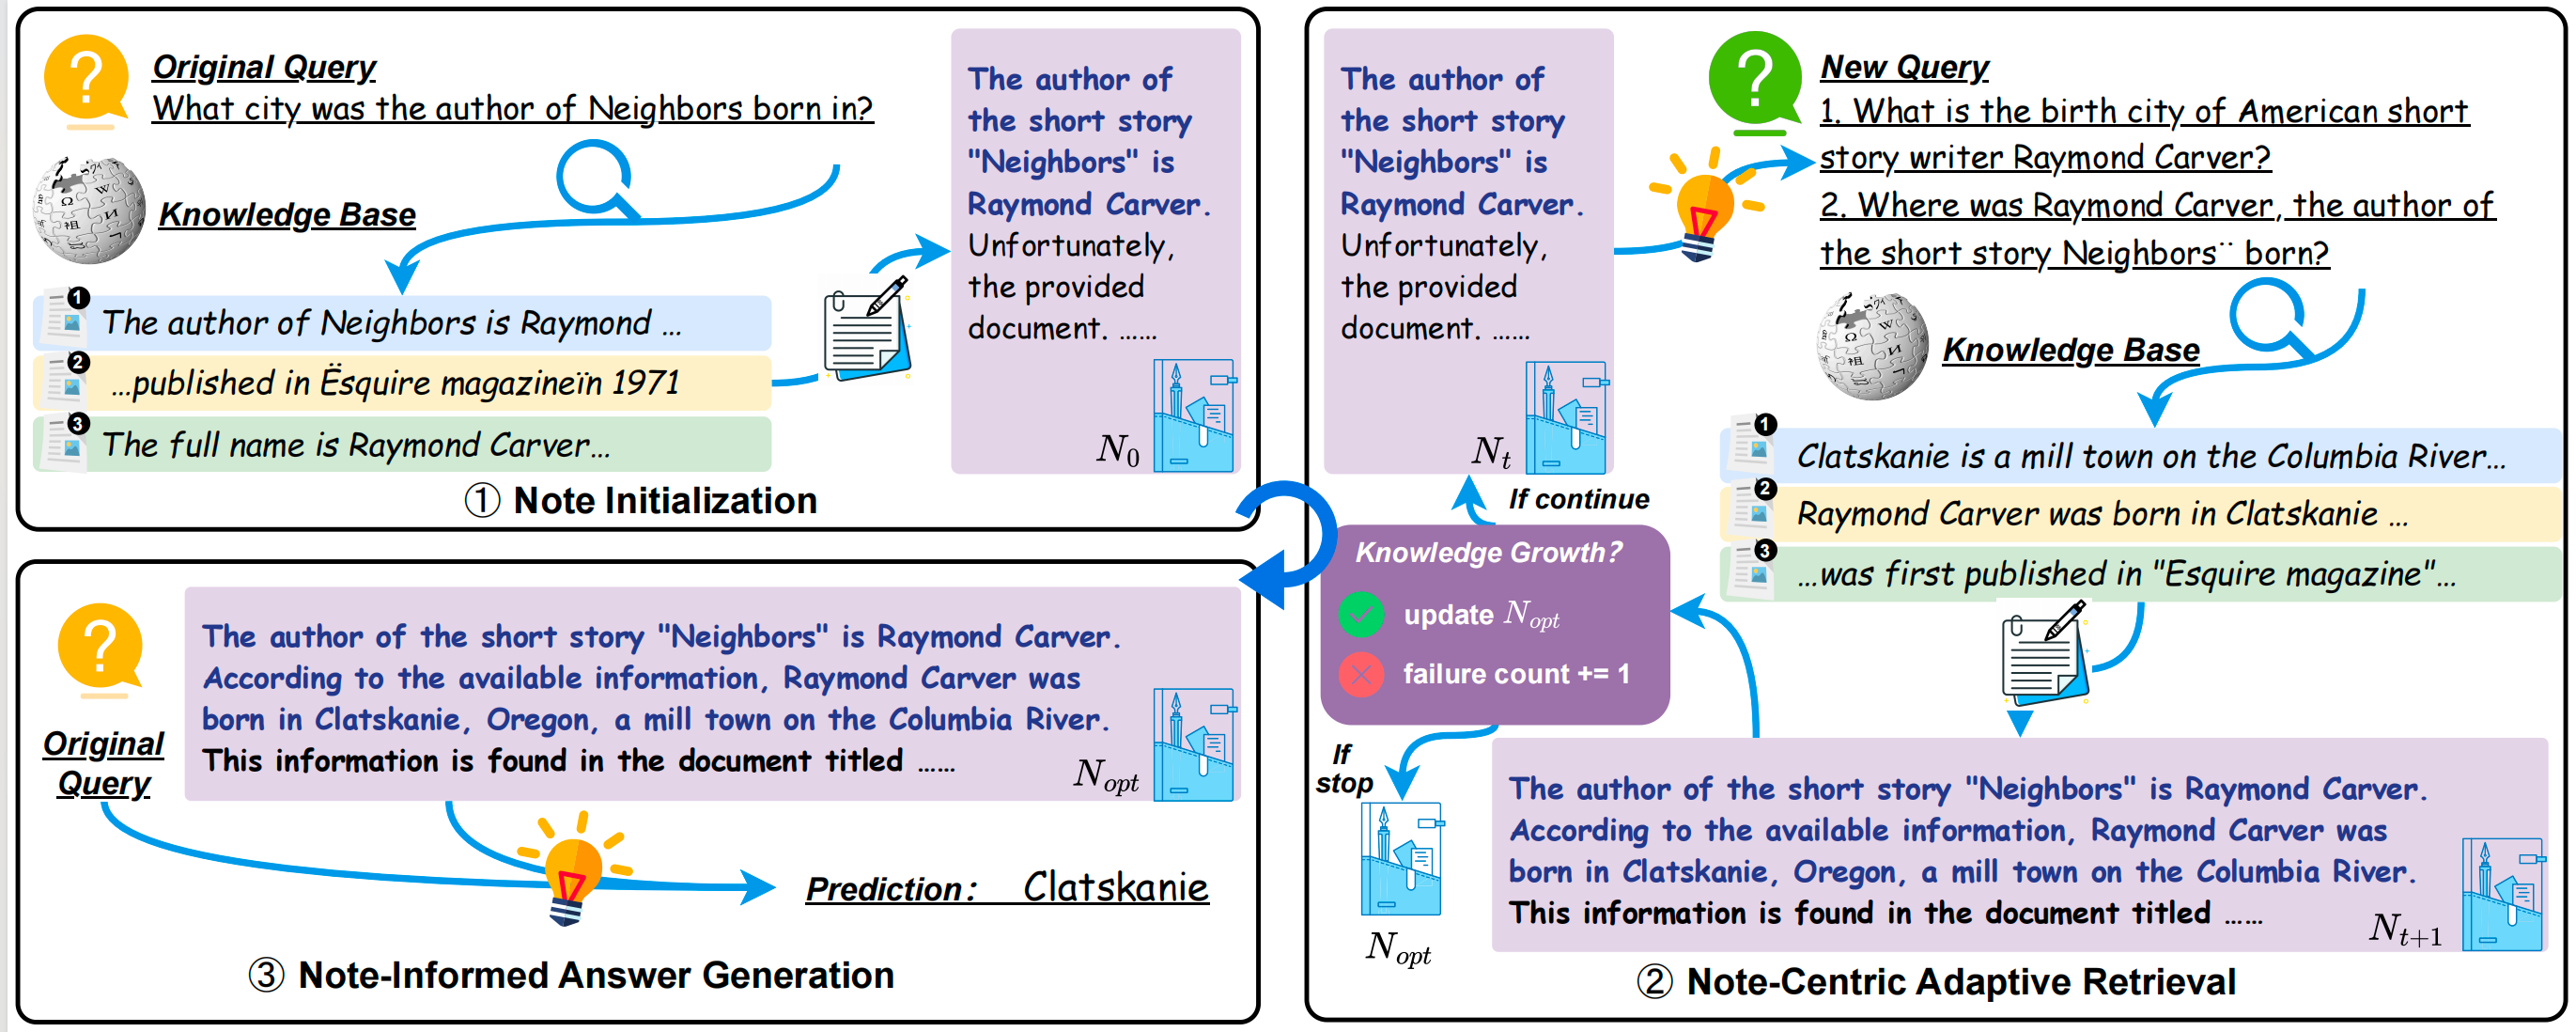 Original Query
What city was the author of Neighbors born in?
Knowledge Base
1
The author of Neighbors is Raymond ...
2
...published in Ësquire magazineïn 1971
3
The full name is Raymond Carver...
The author of
the short story
"Neighbors" is
Raymond Carver.
Unfortunately,
the provided
document. ......
N0
① Note Initialization
The author of
the short story
"Neighbors" is
Raymond Carver.
Unfortunately,
the provided
document. ......
Nt
New Query
1. What is the birth city of American short
story writer Raymond Carver?
2. Where was Raymond Carver, the author of
the short story Neighbors¨ born?
Knowledge Base
1
Clatskanie is a mill town on the Columbia River...
2
Raymond Carver was born in Clatskanie ...
3
...was first published in "Esquire magazine"...
If continue
Knowledge Growth?
update Nopt
failure count += 1
If
stop
Nopt
The author of the short story "Neighbors" is Raymond Carver.
According to the available information, Raymond Carver was
born in Clatskanie, Oregon, a mill town on the Columbia River.
This information is found in the document titled ......
Nt+1
② Note-Centric Adaptive Retrieval
Original
Query
The author of the short story "Neighbors" is Raymond Carver.
According to the available information, Raymond Carver was
born in Clatskanie, Oregon, a mill town on the Columbia River.
This information is found in the document titled ......
Nopt
Prediction: Clatskanie
③ Note-Informed Answer Generation